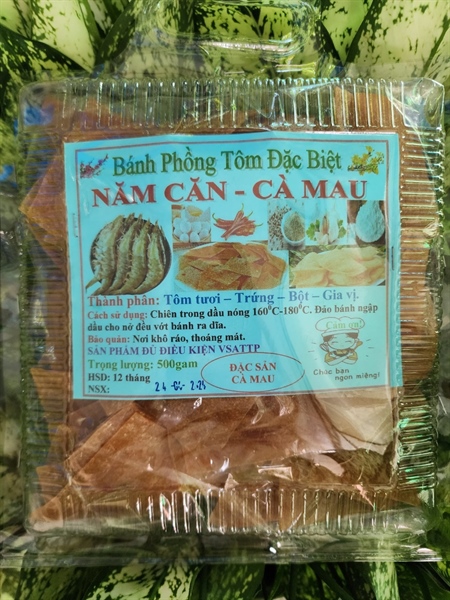 Bánh Phồng Tôm Đặc Biệt
NĂM CĂN - CÀ MAU
Thành phần: Tôm tươi – Trứng – Bột – Gia vị.
Cách sử dụng: Chiên trong dầu nóng 160°C-180°C. Đảo bánh ngập
dầu cho nở đều vớt bánh ra dĩa.
Bảo quản: Nơi khô ráo, thoáng mát.
SẢN PHẨM ĐỦ ĐIỀU KIỆN VSATTP
Trọng lượng: 500gam
HSD: 12 tháng
NSX:
ĐẶC SẢN
CÀ MAU
Cảm ơn
Chúc bạn
ngon miệng!